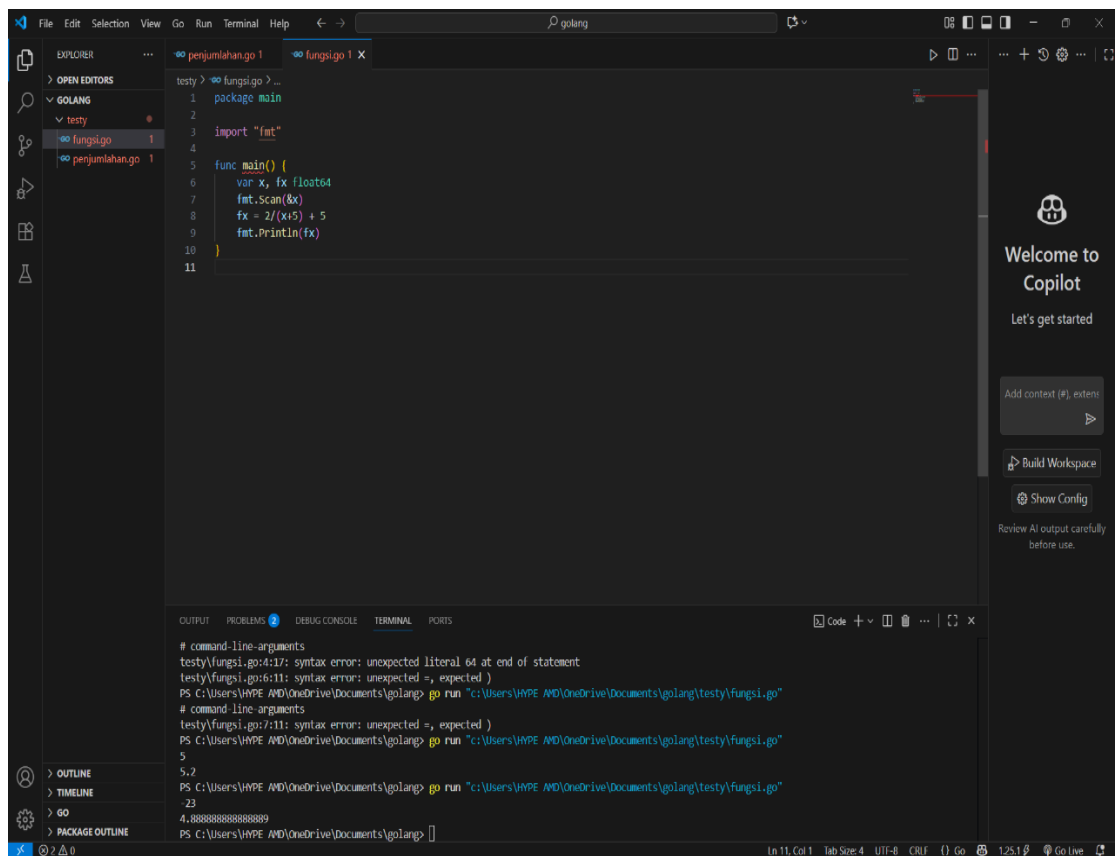 File Edit Selection View Go Run Terminal Help golang
EXPLORER
OPEN EDITORS
GOLANG
testy
fungsi.go 1
penjumlahan.go 1
OUTLINE
TIMELINE
GO
PACKAGE OUTLINE
penjumlahan.go 1 fungsi.go 1
testy > fungsi.go > ...
1 package main
2
3 import "fmt"
4
5 func main() {
6 var x, fx float64
7 fmt.Scan(&x)
8 fx = 2/(x+5) + 5
9 fmt.Println(fx)
10 }
11
OUTPUT PROBLEMS 2 DEBUG CONSOLE TERMINAL PORTS Code
# command-line-arguments
testy\fungsi.go:4:17: syntax error: unexpected literal 64 at end of statement
testy\fungsi.go:6:11: syntax error: unexpected =, expected )
PS C:\Users\HYPE AMD\OneDrive\Documents\golang> go run "c:\Users\HYPE AMD\OneDrive\Documents\golang\testy\fungsi.go"
# command-line-arguments
testy\fungsi.go:7:11: syntax error: unexpected =, expected )
PS C:\Users\HYPE AMD\OneDrive\Documents\golang> go run "c:\Users\HYPE AMD\OneDrive\Documents\golang\testy\fungsi.go"
5
5.2
PS C:\Users\HYPE AMD\OneDrive\Documents\golang> go run "c:\Users\HYPE AMD\OneDrive\Documents\golang\testy\fungsi.go"
-23
4.888888888888889
PS C:\Users\HYPE AMD\OneDrive\Documents\golang>
Welcome to
Copilot
Let's get started
Add context (#), extens
Build Workspace
Show Config
Review AI output carefully
before use.
2 0 Ln 11, Col 1 Tab Size: 4 UTF-8 CRLF {} Go 1.25.1 Go Live